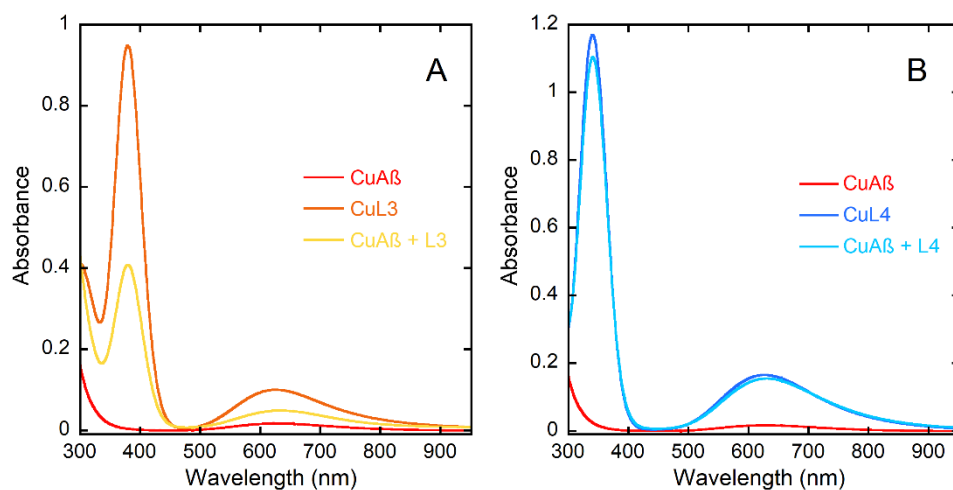 1
0.8
0.6
0.4
0.2
0
Absorbance
A
CuAß
CuL3
CuAß + L3
300 400 500 600 700 800 900
Wavelength (nm)
1.2
1
0.8
0.6
0.4
0.2
0
Absorbance
B
CuAß
CuL4
CuAß + L4
300 400 500 600 700 800 900
Wavelength (nm)